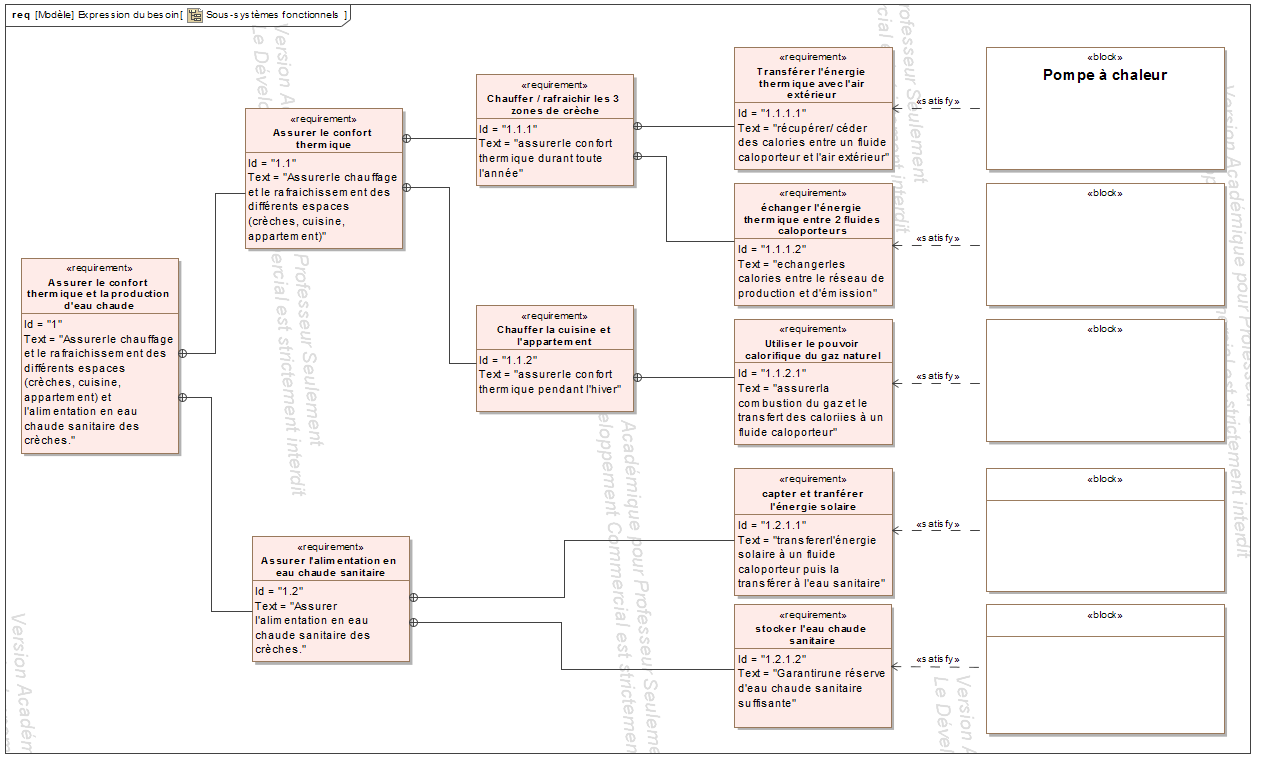 req [Modèle] Expression du besoin[ Sous-systèmes fonctionnels ]
«requirement»
Assurer le confort
thermique et la production
d'eau chaude
Id = "1"
Text = "Assurerle chauffage
et le rafraichissement des
différents espaces
(crèches, cuisine,
appartement) et
l'alimentation en eau
chaude sanitaire des
crèches."
«requirement»
Assurer le confort
thermique
Id = "1.1"
Text = "Assurerle chauffage
et le rafraichissement des
différents espaces
(crèches, cuisine,
appartement)"
«requirement»
Assurer l'alimentation en
eau chaude sanitaire
Id = "1.2"
Text = "Assurer
l'alimentation en eau
chaude sanitaire des
crèches."
«requirement»
Chauffer / rafraichir les 3
zones de crèche
Id = "1.1.1"
Text = "assurerle confort
thermique durant toute
l'année"
«requirement»
Chauffer la cuisine et
l'appartement
Id = "1.1.2"
Text = "assurerle confort
thermique pendant l'hiver"
«requirement»
Transférer l'énergie
thermique avec l'air
extérieur
Id = "1.1.1.1"
Text = "récupérer/ céder
des calories entre un fluide
caloporteur et l'air extérieur"
«satisfy»
«block»
Pompe à chaleur
«requirement»
échanger l'énergie
thermique entre 2 fluides
caloporteurs
Id = "1.1.1.2"
Text = "echangerles
calories entre le réseau de
production et d'émission"
«satisfy»
«block»
«requirement»
Utiliser le pouvoir
calorifique du gaz naturel
Id = "1.1.2.1"
Text = "assurerla
combustion du gaz et le
tansfert des caloriies à un
fluide caloporteur"
«satisfy»
«block»
«requirement»
capter et tranférer
l'énergie solaire
Id = "1.2.1.1"
Text = "transfererl'énergie
solaire à un fluide
caloporteur puis la
transférer à l'eau sanitaire"
«satisfy»
«block»
«requirement»
stocker l'eau chaude
sanitaire
Id = "1.2.1.2"
Text = "Garantirune réserve
d'eau chaude sanitaire
suffisante"
«satisfy»
«block»